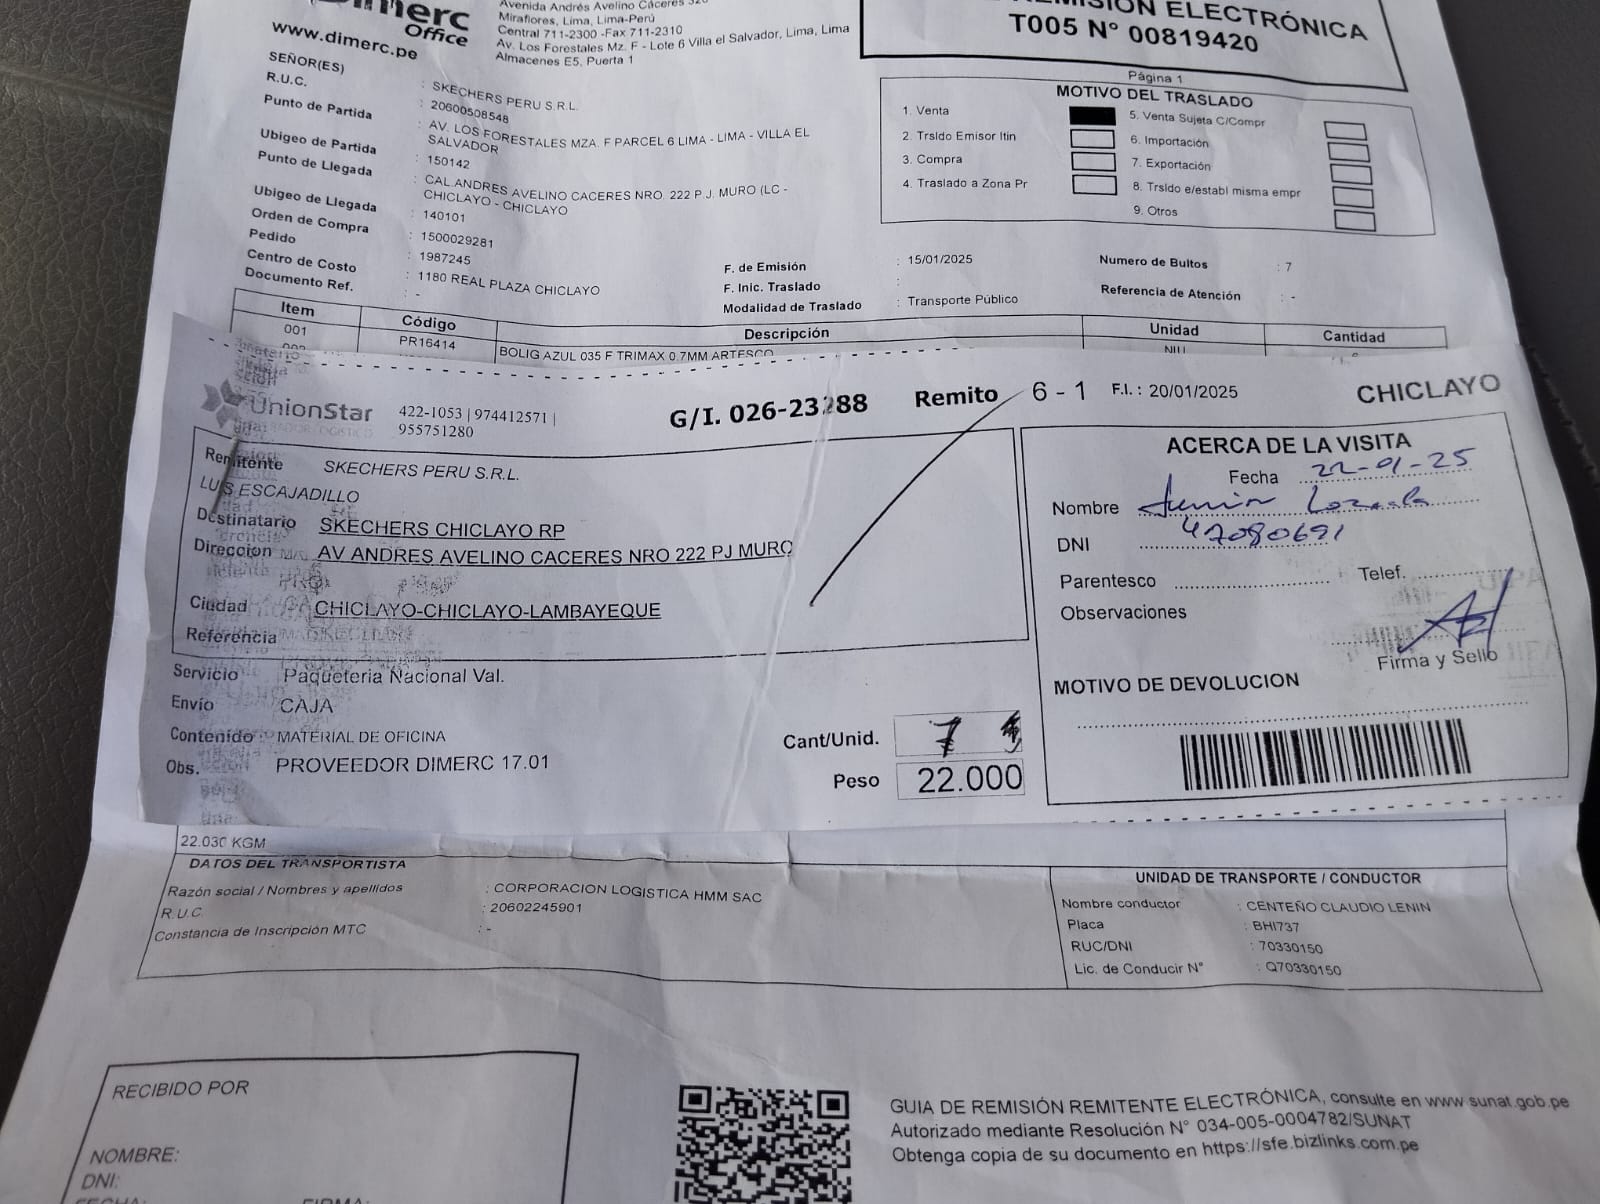 Dimerc
Office
www.dimerc.pe
Avenida Andrés Avelino Cáceres 320
Miraflores, Lima, Lima-Perú
Central 711-2300 -Fax 711-2310
Av. Los Forestales Mz. F - Lote 6 Villa el Salvador, Lima, Lima
Almacenes E5, Puerta 1
REMISIÓN ELECTRÓNICA
T005 N° 00819420
Página 1
SEÑOR(ES) : SKECHERS PERU S.R.L.
R.U.C. : 20600508548
Punto de Partida : AV. LOS FORESTALES MZA. F PARCEL 6 LIMA - LIMA - VILLA EL
SALVADOR
Ubigeo de Partida : 150142
Punto de Llegada : CAL.ANDRES AVELINO CACERES NRO. 222 P.J. MURO (LC -
CHICLAYO - CHICLAYO
Ubigeo de Llegada : 140101
Orden de Compra : 1500029281
Pedido : 1987245
Centro de Costo : 1180 REAL PLAZA CHICLAYO
Documento Ref. : -
MOTIVO DEL TRASLADO
1. Venta
2. Trsldo Emisor Itin
3. Compra
4. Traslado a Zona Pr
5. Venta Sujeta C/Compr
6. Importación
7. Exportación
8. Trsldo e/establ misma empr
9. Otros
F. de Emisión : 15/01/2025
F. Inic. Traslado :
Modalidad de Traslado : Transporte Público
Numero de Bultos : 7
Referencia de Atención : -
Item Código Descripción Unidad Cantidad
001 PR16414 BOLIG AZUL 035 F TRIMAX 0.7MM ARTESCO NIU
UnionStar
422-1053 | 974412571 |
955751280
G/I. 026-23288 Remito 6 - 1 F.I.: 20/01/2025 CHICLAYO
Remitente SKECHERS PERU S.R.L.
LUIS ESCAJADILLO
Destinatario SKECHERS CHICLAYO RP
Direccion AV ANDRES AVELINO CACERES NRO 222 PJ MURO
Ciudad CHICLAYO-CHICLAYO-LAMBAYEQUE
Referencia
Servicio Paqueteria Nacional Val.
Envío CAJA
Contenido : MATERIAL DE OFICINA
Obs. PROVEEDOR DIMERC 17.01
Cant/Unid. 7
Peso 22.000
ACERCA DE LA VISITA
Fecha 22-01-25
Nombre
DNI 47080691
Parentesco
Telef.
Observaciones
Firma y Sello
MOTIVO DE DEVOLUCION
22.030 KGM
DATOS DEL TRANSPORTISTA
Razón social / Nombres y apellidos : CORPORACION LOGISTICA HMM SAC
R.U.C. : 20602245901
Constancia de Inscripción MTC : -
UNIDAD DE TRANSPORTE / CONDUCTOR
Nombre conductor : CENTEÑO CLAUDIO LENIN
Placa : BHI737
RUC/DNI : 70330150
Lic. de Conducir N° : Q70330150
RECIBIDO POR
NOMBRE:
DNI:
FECHA: FIRMA:
GUIA DE REMISIÓN REMITENTE ELECTRÓNICA, consulte en www.sunat.gob.pe
Autorizado mediante Resolución N° 034-005-0004782/SUNAT
Obtenga copia de su documento en https://sfe.bizlinks.com.pe